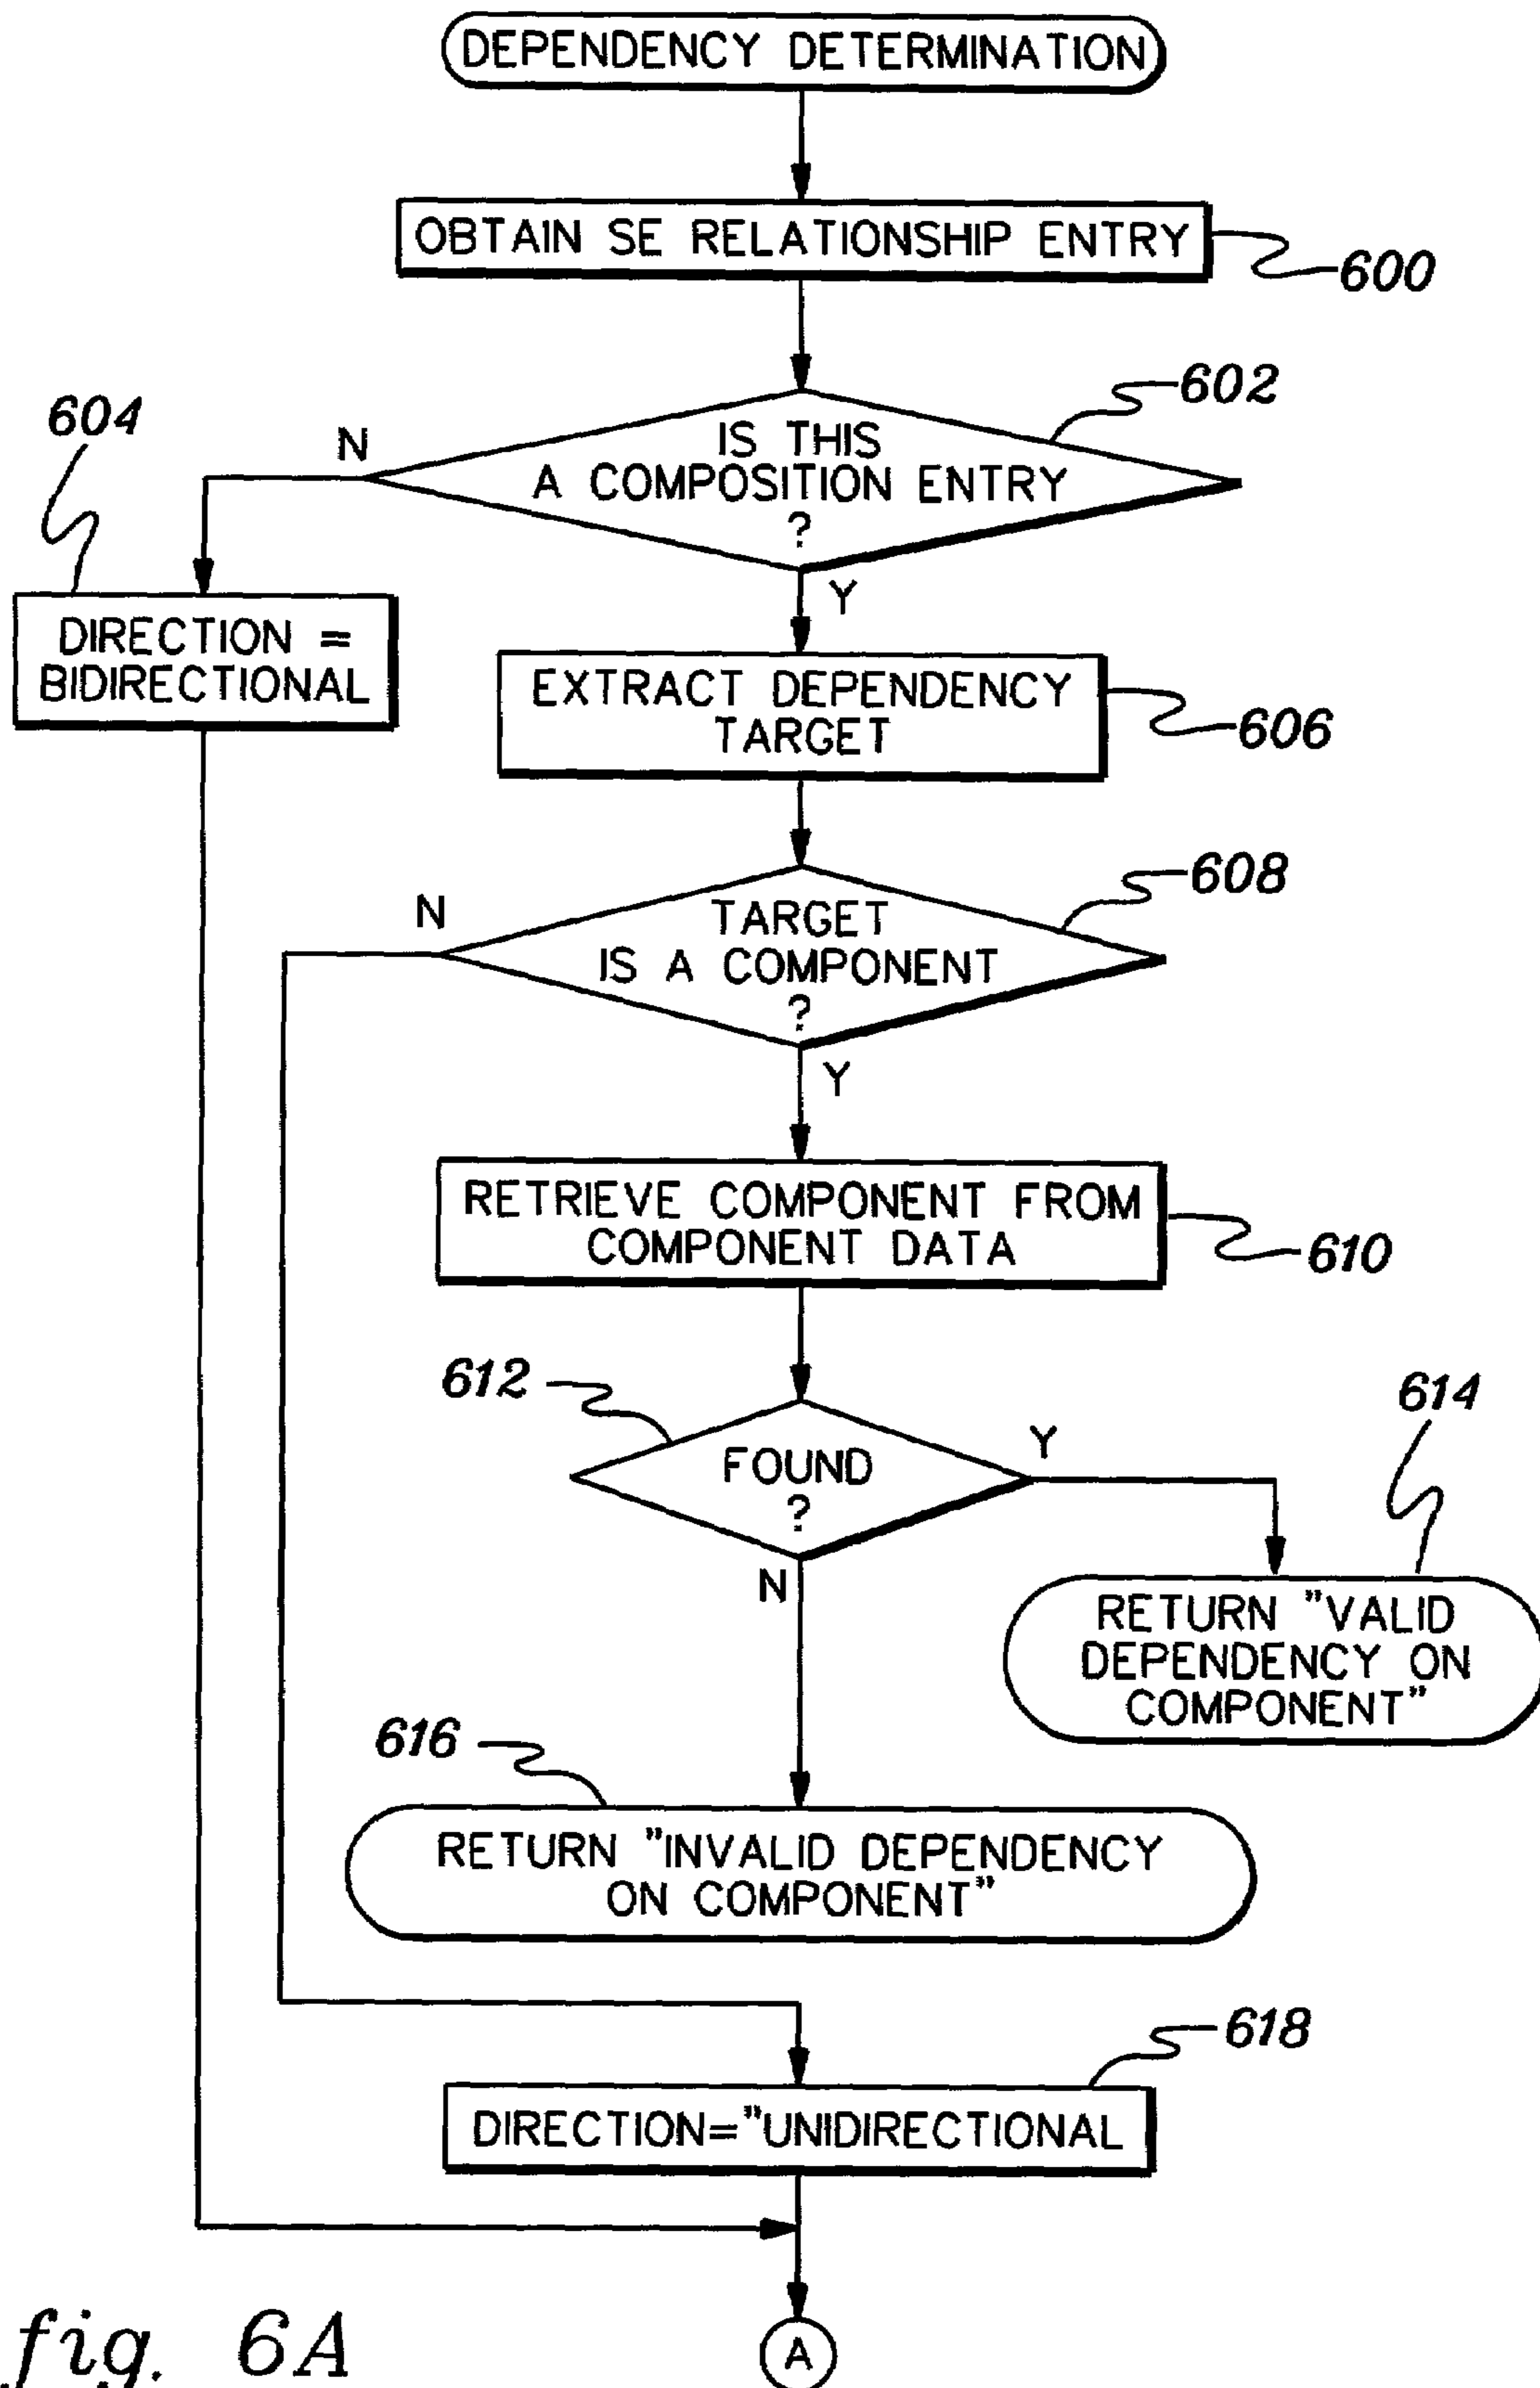 DEPENDENCY DETERMINATION
OBTAIN SE RELATIONSHIP ENTRY
600
602
604
N
IS THIS
A COMPOSITION ENTRY
?
Y
DIRECTION =
BIDIRECTIONAL
EXTRACT DEPENDENCY
TARGET
606
608
N
TARGET
IS A COMPONENT
?
Y
RETRIEVE COMPONENT FROM
COMPONENT DATA
610
612
614
FOUND
?
Y
N
RETURN "VALID
DEPENDENCY ON
COMPONENT"
616
RETURN "INVALID DEPENDENCY
ON COMPONENT"
618
DIRECTION="UNIDIRECTIONAL
A
fig. 6A